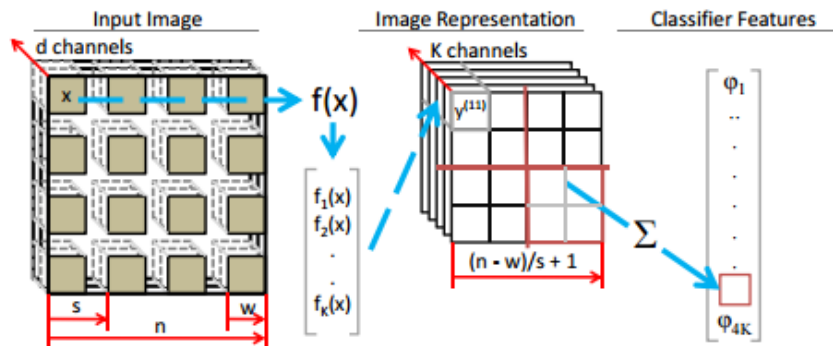 Input Image
Image Representation
Classifier Features
d channels
K channels
x
f(x)
y(11)
φ1
..
.
.
.
.
.
f1(x)
f2(x)
.
.
fK(x)
Σ
(n - w)/s + 1
s
w
n
φ4K